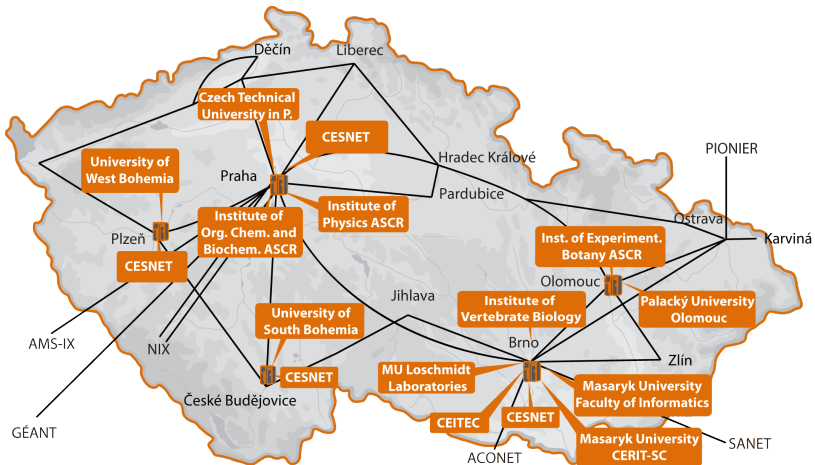 Děčín
Liberec
Czech Technical
University in P.
CESNET
University of
West Bohemia
Praha
Hradec Králové
PIONIER
Pardubice
Institute of
Physics ASCR
Institute of
Org. Chem. and
Biochem. ASCR
Plzeň
CESNET
Ostrava
Karviná
Inst. of Experiment.
Botany ASCR
Olomouc
Palacký University
Olomouc
Jihlava
Institute of
Vertebrate Biology
University of
South Bohemia
AMS-IX
NIX
Brno
Zlín
MU Loschmidt
Laboratories
CESNET
České Budějovice
Masaryk University
Faculty of Informatics
CEITEC
CESNET
GÉANT
Masaryk University
CERIT-SC
SANET
ACONET